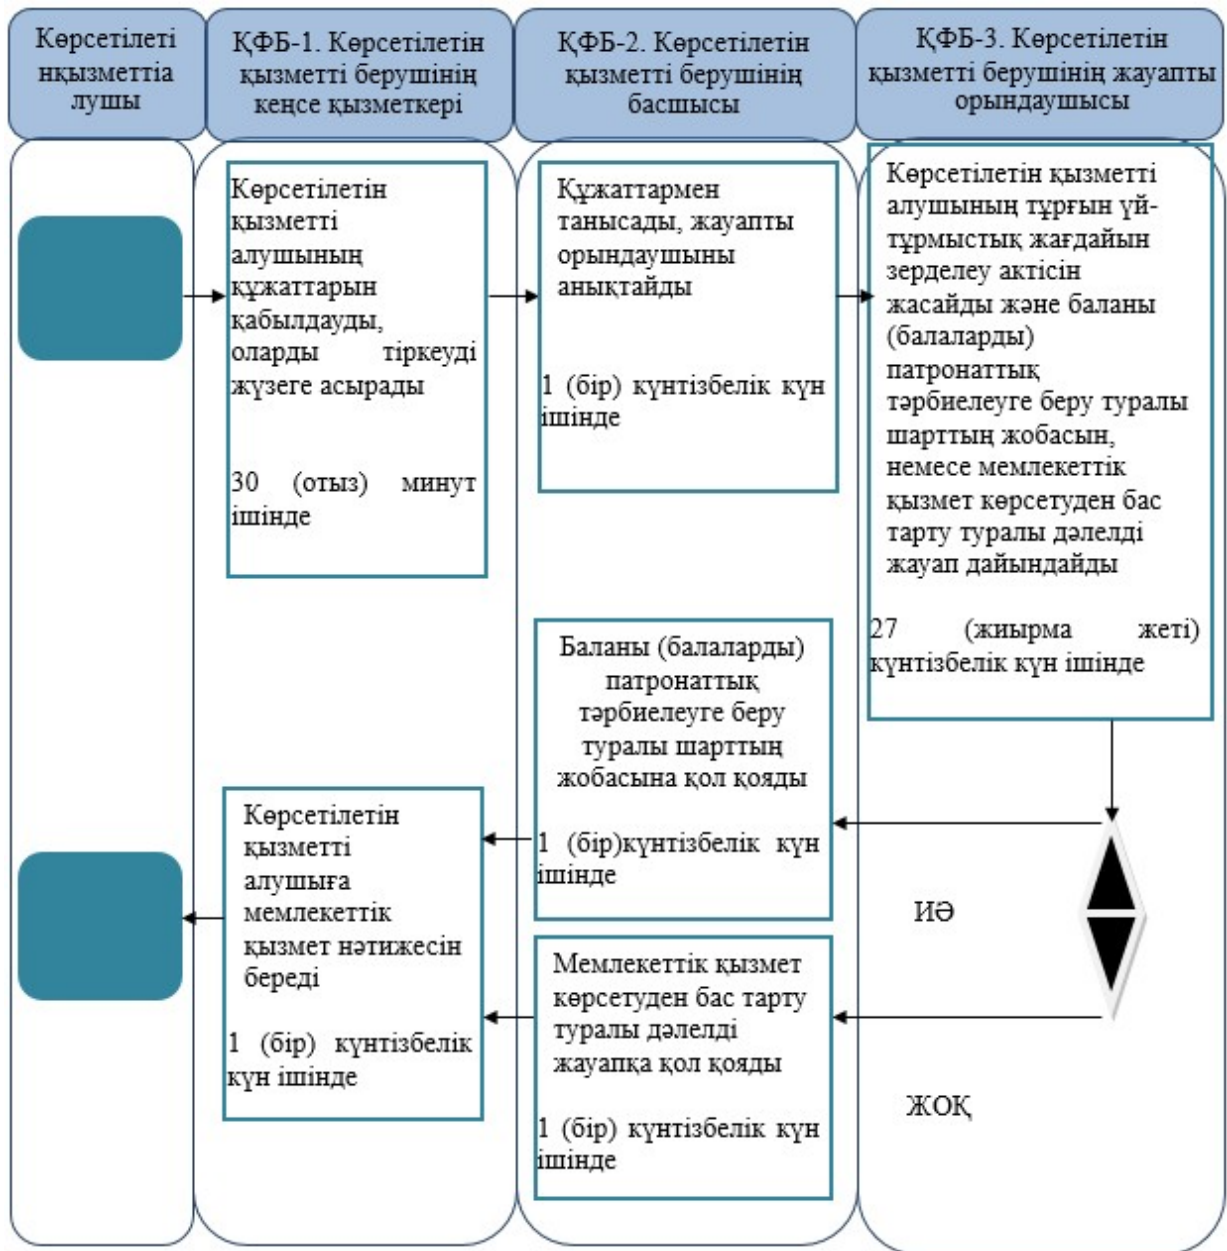 Көрсетілеті
нқызметтіа
лушы
ҚФБ-1. Көрсетілетін
қызметті берушінің
кеңсе қызметкері
ҚФБ-2. Көрсетілетін
қызметті берушінің
басшысы
ҚФБ-3. Көрсетілетін
қызметті берушінің жауапты
орындаушысы
Көрсетілетін
қызметті
алушының
құжаттарын
қабылдауды,
оларды тіркеуді
жүзеге асырады
30 (отыз) минут
ішінде
Құжаттармен
танысады, жауапты
орындаушыны
анықтайды
1 (бір) күнтізбелік күн
ішінде
Көрсетілетін қызметті
алушының тұрғын үй-
тұрмыстық жағдайын
зерделеу актісін
жасайды және баланы
(балаларды)
патронаттық
тәрбиелеуге беру туралы
шарттың жобасын,
немесе мемлекеттік
қызмет көрсетуден бас
тарту туралы дәлелді
жауап дайындайды
27 (жиырма жеті)
күнтізбелік күн ішінде
Баланы (балаларды)
патронаттық
тәрбиелеуге беру
туралы шарттың
жобасына қол қояды
1 (бір)күнтізбелік күн
ішінде
Көрсетілетін
қызметті
алушыға
мемлекеттік
қызмет нәтижесін
береді
1 (бір) күнтізбелік
күн ішінде
ИӘ
Мемлекеттік қызмет
көрсетуден бас тарту
туралы дәлелді
жауапқа қол қояды
1 (бір) күнтізбелік күн
ішінде
ЖОҚ